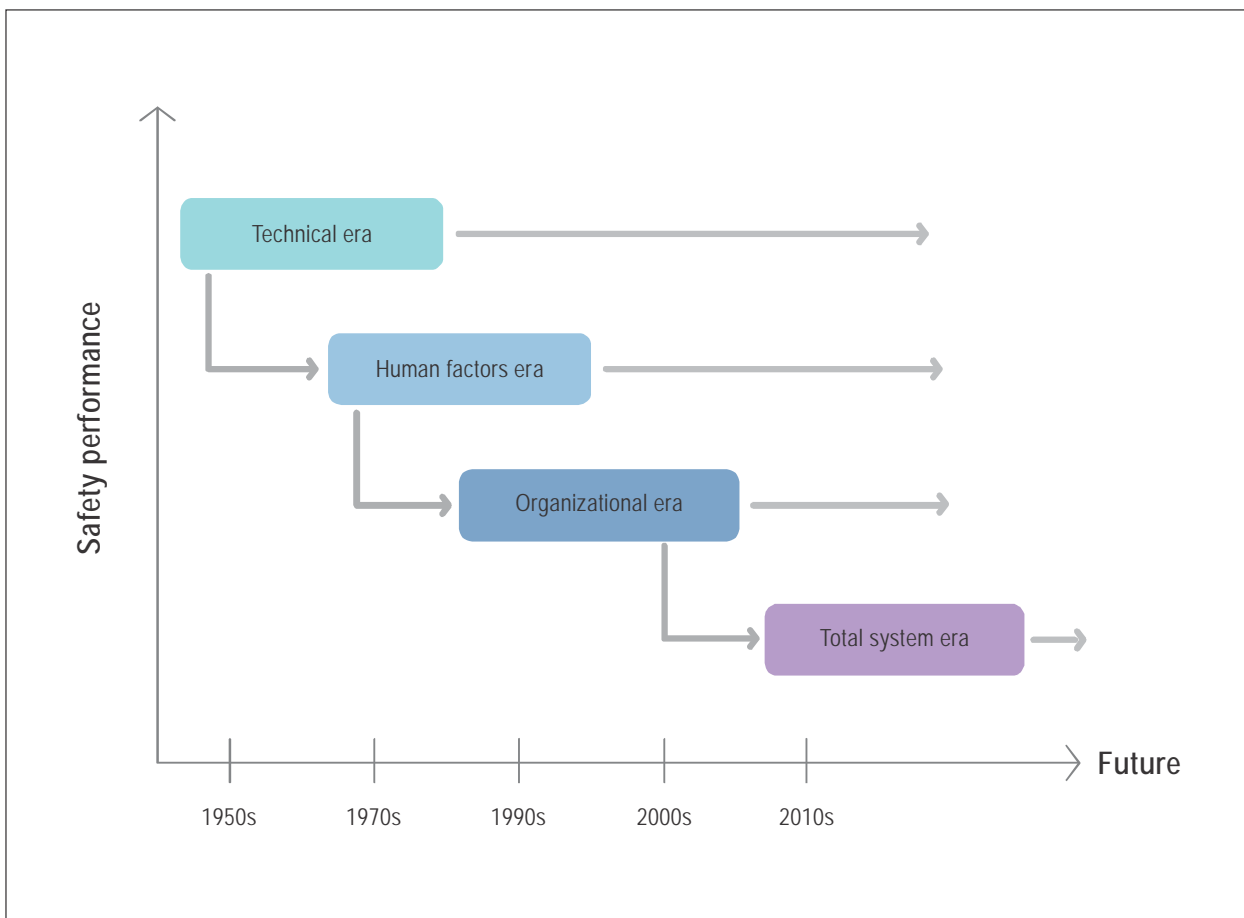 Safety performance
Technical era
Human factors era
Organizational era
Total system era
Future
1950s
1970s
1990s
2000s
2010s